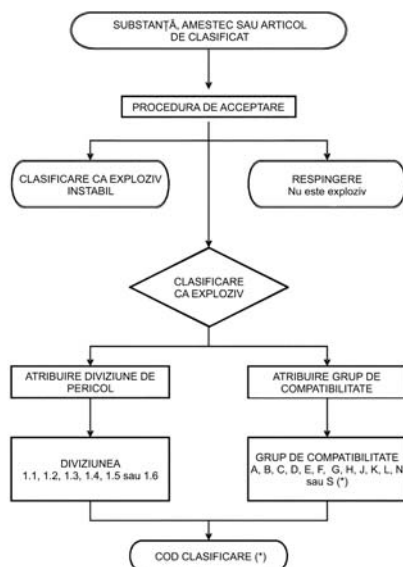 SUBSTANȚĂ, AMESTEC SAU ARTICOL
DE CLASIFICAT
PROCEDURA DE ACCEPTARE
CLASIFICARE CA EXPLOZIV
INSTABIL
RESPINGERE
Nu este exploziv
CLASIFICARE
CA EXPLOZIV
ATRIBUIRE DIVIZIUNE DE
PERICOL
ATRIBUIRE GRUP DE
COMPATIBILITATE
DIVIZIUNEA
1.1, 1.2, 1.3, 1.4, 1.5 sau 1.6
GRUP DE COMPATIBILITATE
A, B, C, D, E, F, G, H, J, K, L, N
sau S (*)
COD CLASIFICARE (*)